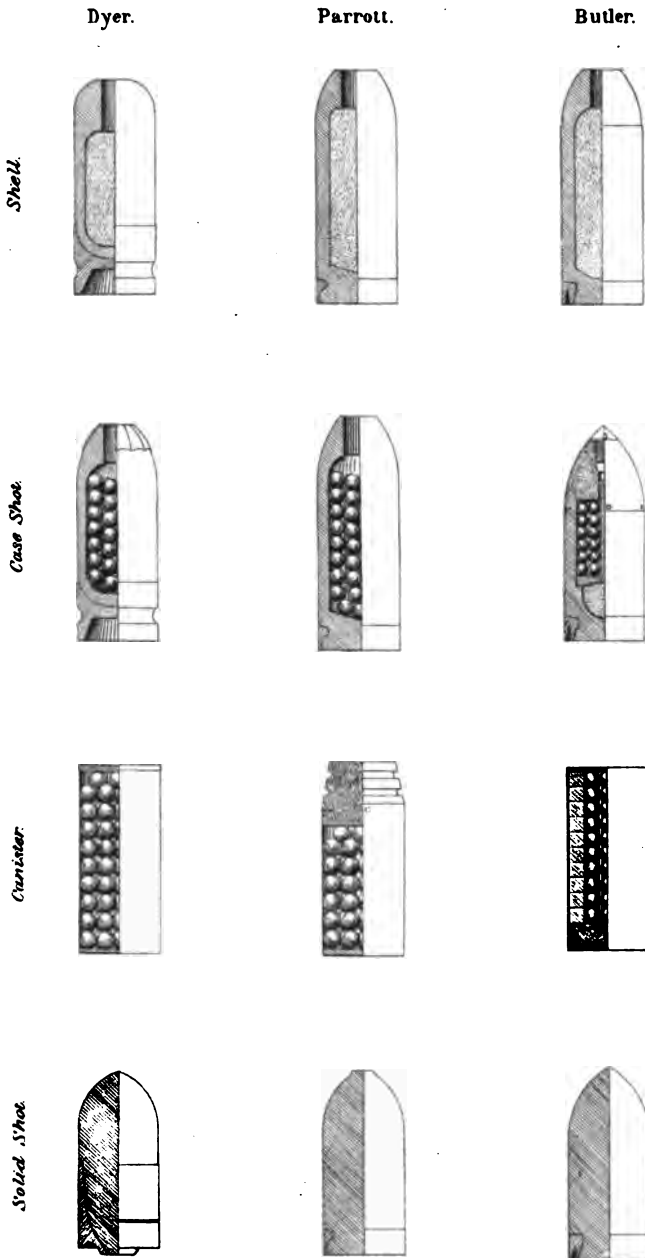 Dyer. Parrott. Butler.
Shell.
Case Shot.
Canister.
Solid Shot.